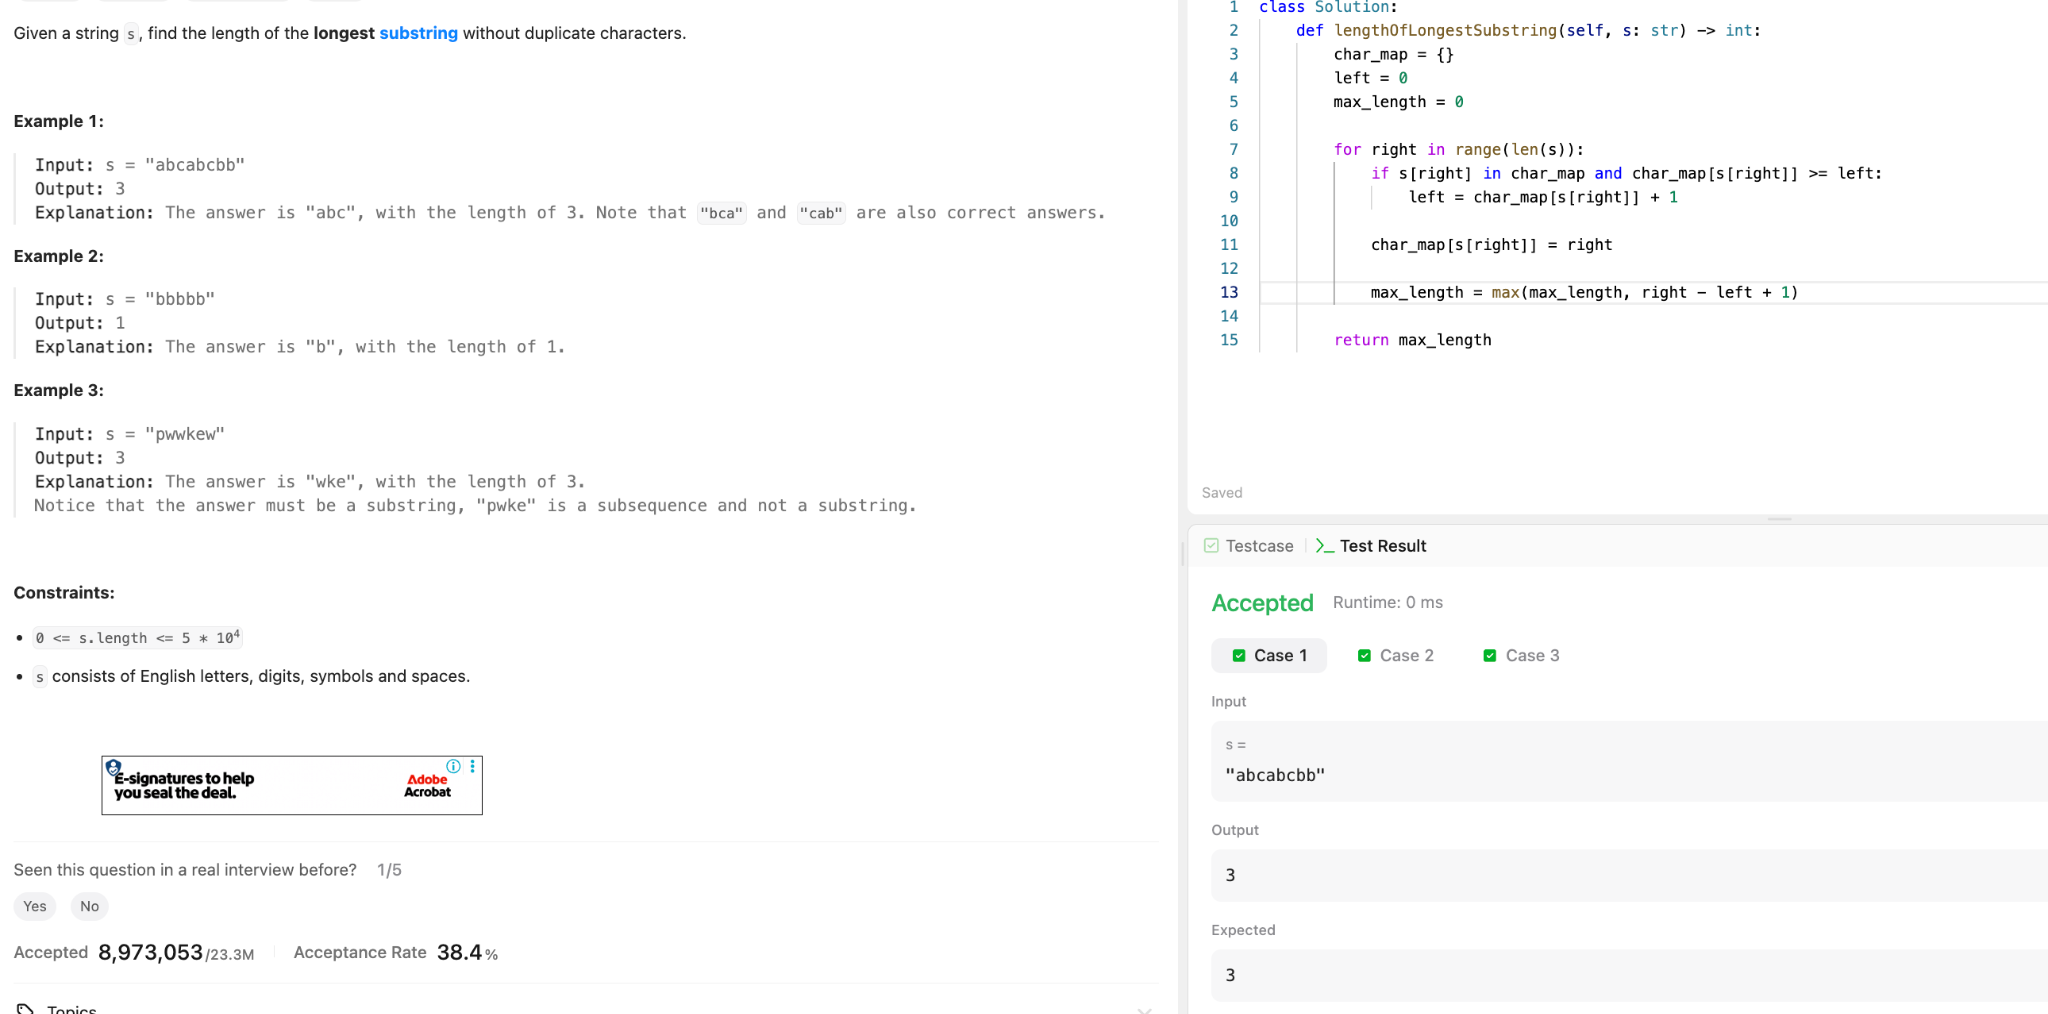 Given a string s, find the length of the longest substring without duplicate characters.
Example 1:
Input: s = "abcabcbb"
Output: 3
Explanation: The answer is "abc", with the length of 3. Note that "bca" and "cab" are also correct answers.
Example 2:
Input: s = "bbbbb"
Output: 1
Explanation: The answer is "b", with the length of 1.
Example 3:
Input: s = "pwwkew"
Output: 3
Explanation: The answer is "wke", with the length of 3.
Notice that the answer must be a substring, "pwke" is a subsequence and not a substring.
Constraints:
• 0 <= s.length <= 5 * 10⁴
• s consists of English letters, digits, symbols and spaces.
E-signatures to help
you seal the deal.
Adobe
Acrobat
Seen this question in a real interview before? 1/5
Yes No
Accepted 8,973,053/23.3M Acceptance Rate 38.4%
Topics
1 class Solution:
2     def lengthOfLongestSubstring(self, s: str) -> int:
3         char_map = {}
4         left = 0
5         max_length = 0
6
7         for right in range(len(s)):
8             if s[right] in char_map and char_map[s[right]] >= left:
9                 left = char_map[s[right]] + 1
10
11             char_map[s[right]] = right
12
13             max_length = max(max_length, right - left + 1)
14
15         return max_length
Saved
Testcase >_ Test Result
Accepted Runtime: 0 ms
Case 1 Case 2 Case 3
Input
s =
"abcabcbb"
Output
3
Expected
3